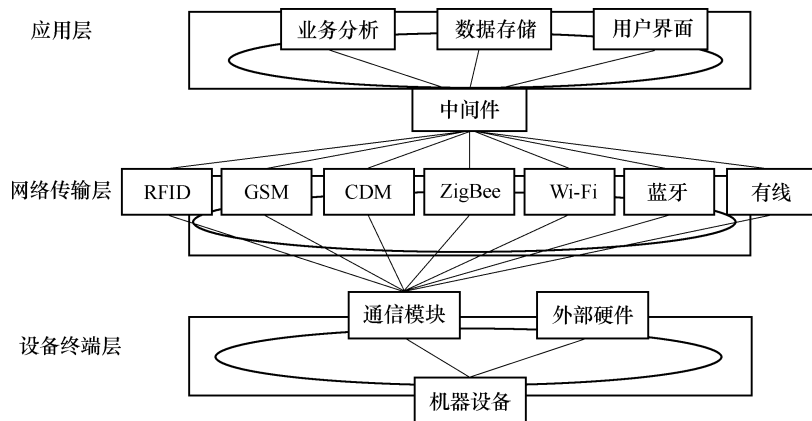 应用层
业务分析
数据存储
用户界面
中间件
网络传输层
RFID
GSM
CDM
ZigBee
Wi-Fi
蓝牙
有线
通信模块
外部硬件
设备终端层
机器设备